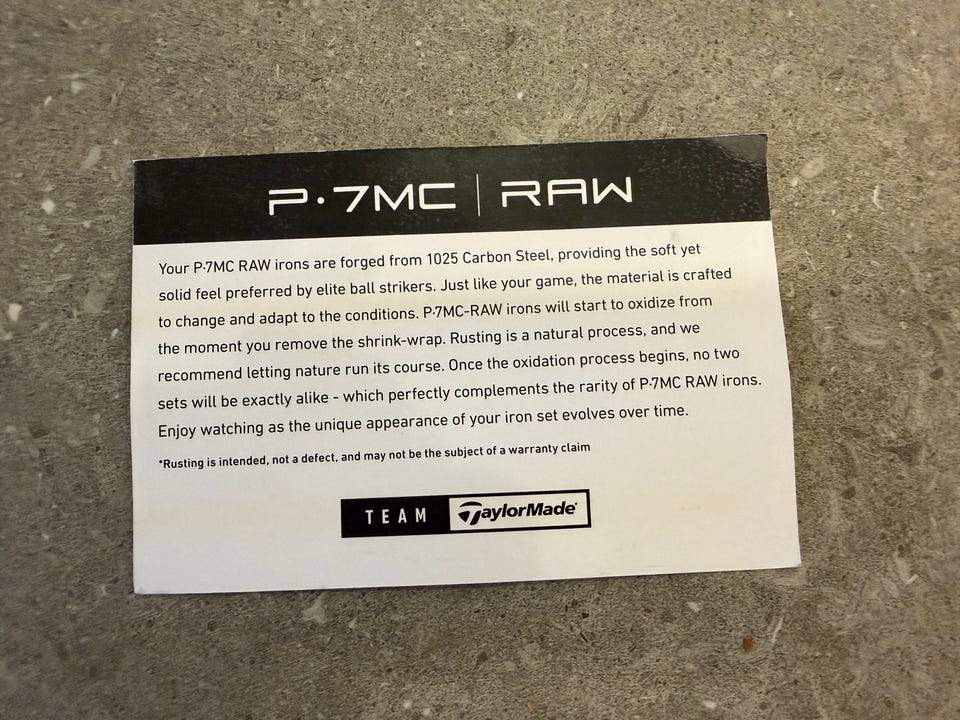 P·7MC | RAW
Your P·7MC RAW irons are forged from 1025 Carbon Steel, providing the soft yet
solid feel preferred by elite ball strikers. Just like your game, the material is crafted
to change and adapt to the conditions. P·7MC-RAW irons will start to oxidize from
the moment you remove the shrink-wrap. Rusting is a natural process, and we
recommend letting nature run its course. Once the oxidation process begins, no two
sets will be exactly alike - which perfectly complements the rarity of P·7MC RAW irons.
Enjoy watching as the unique appearance of your iron set evolves over time.
*Rusting is intended, not a defect, and may not be the subject of a warranty claim
TEAM TaylorMade